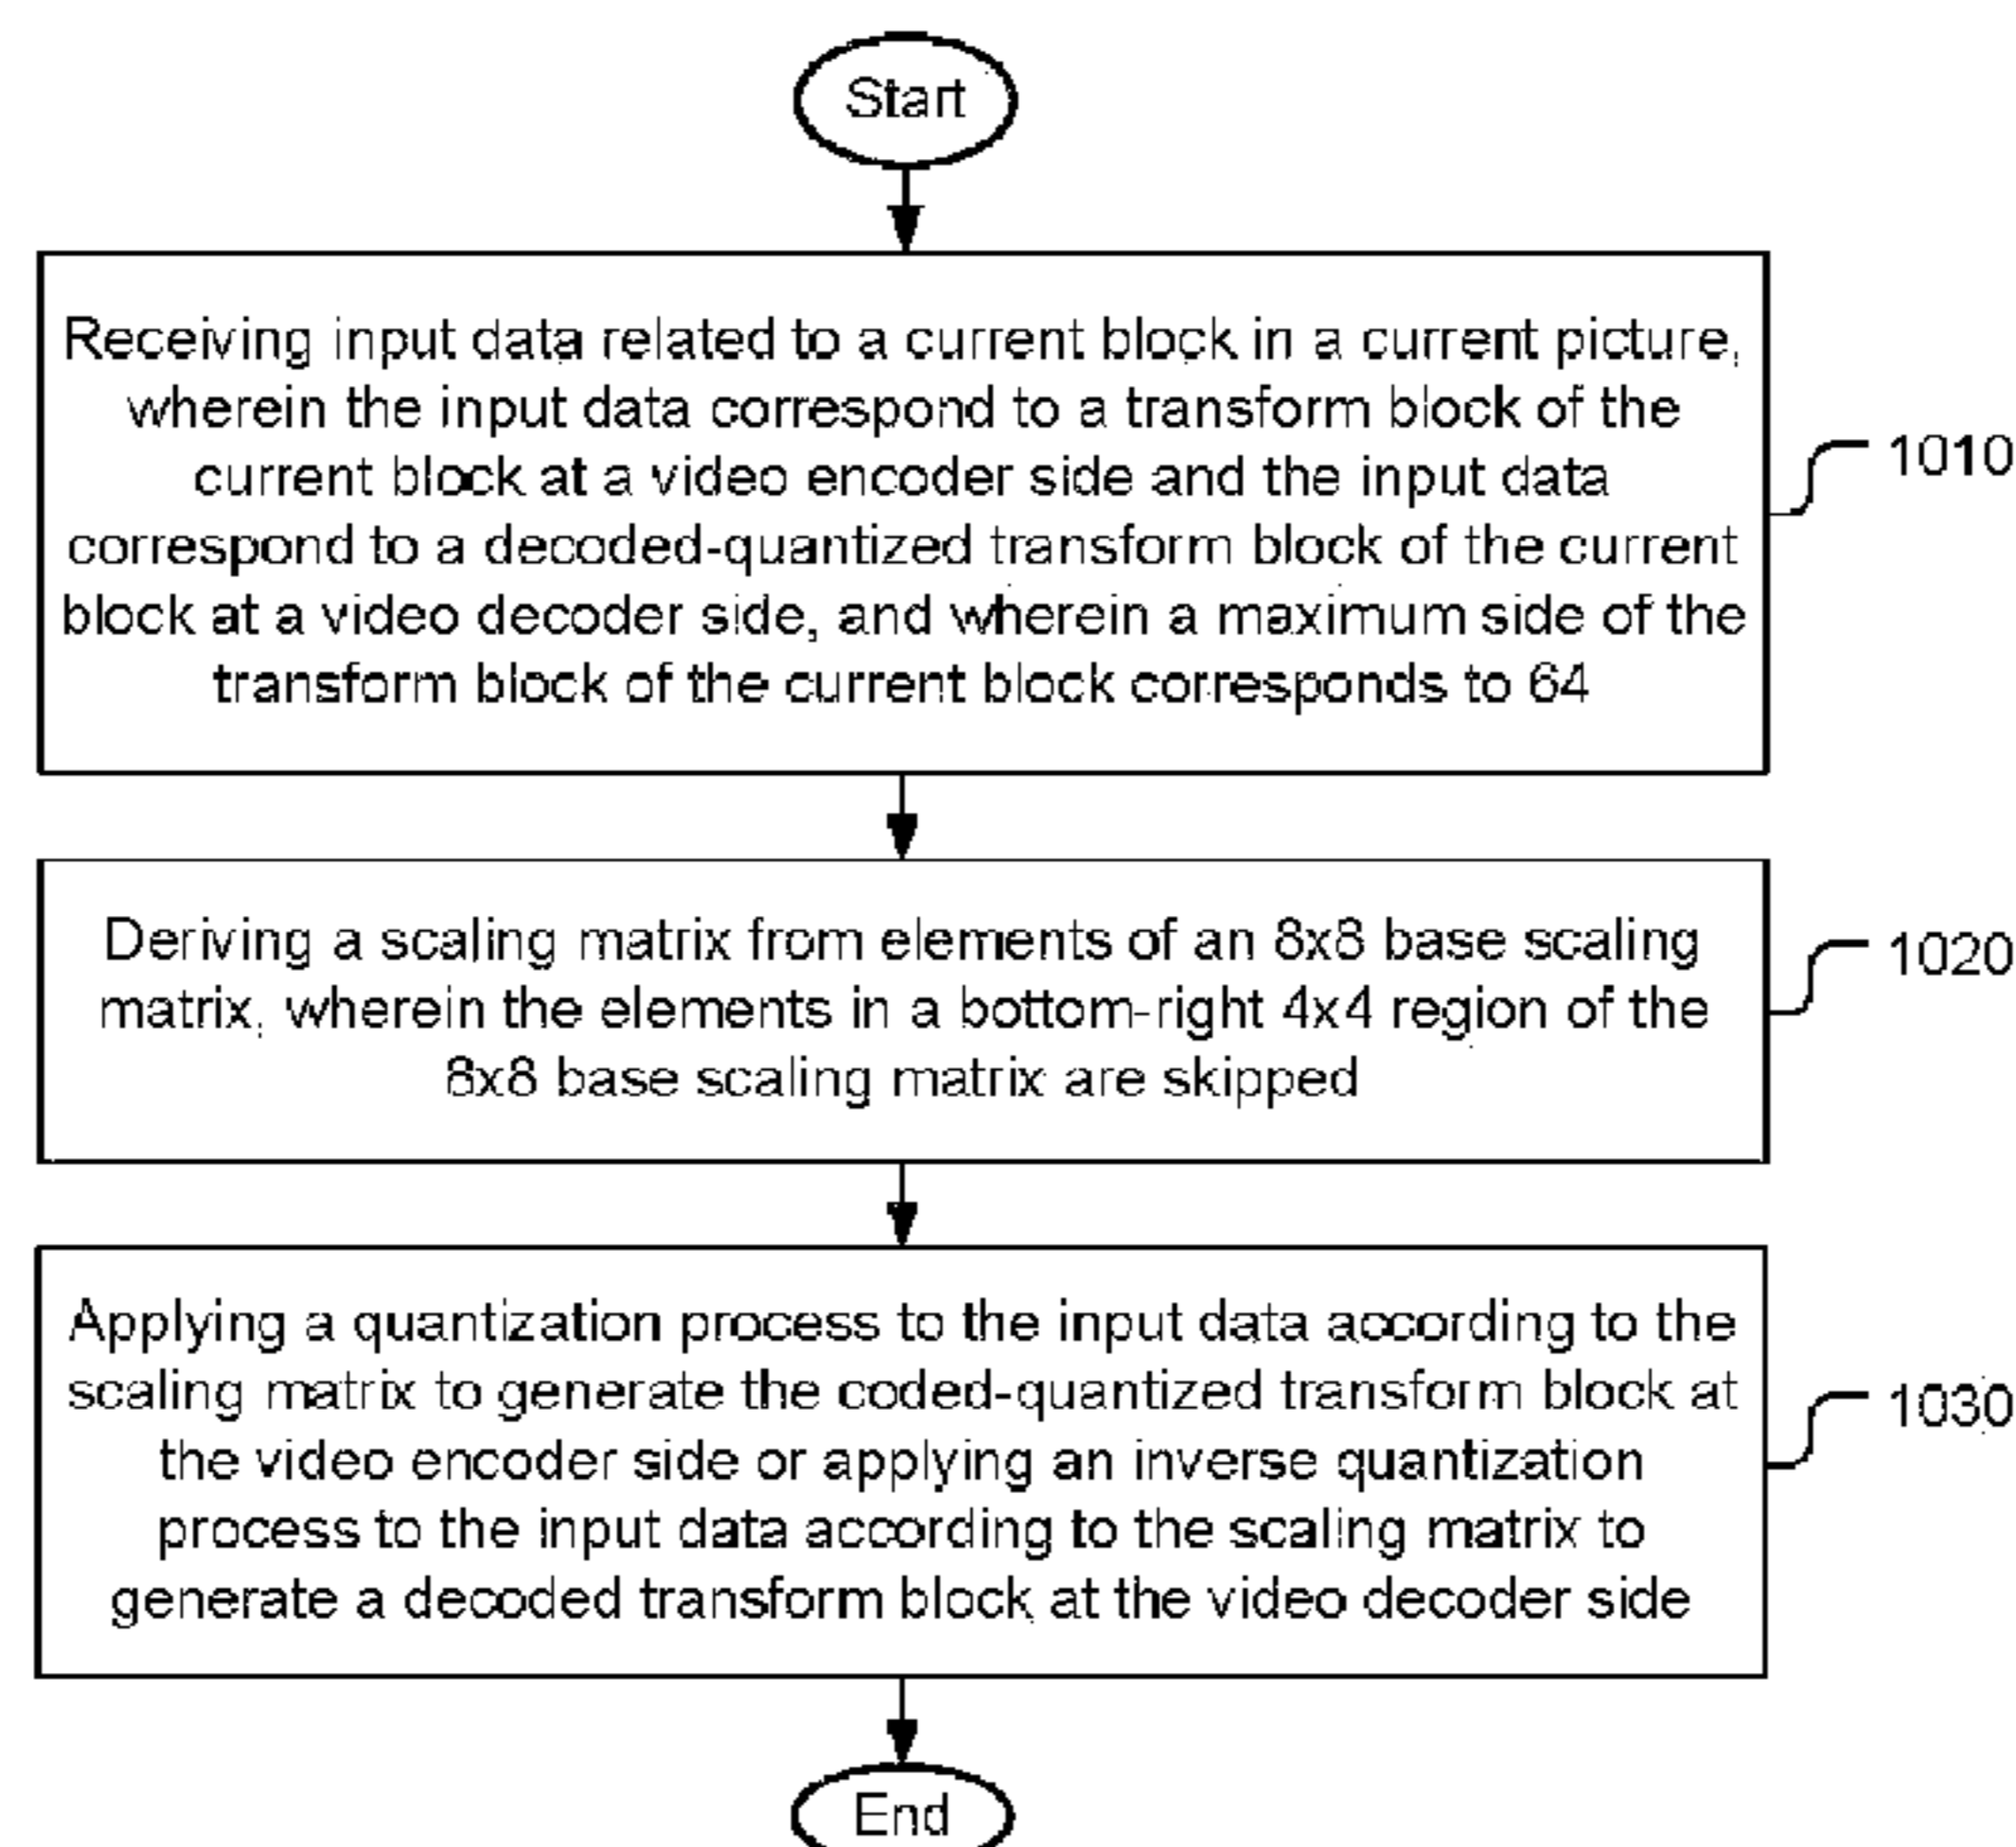 Start
Receiving input data related to a current block in a current picture,
wherein the input data correspond to a transform block of the
current block at a video encoder side and the input data
correspond to a decoded-quantized transform block of the current
block at a video decoder side, and wherein a maximum side of the
transform block of the current block corresponds to 64
1010
Deriving a scaling matrix from elements of an 8x8 base scaling
matrix, wherein the elements in a bottom-right 4x4 region of the
8x8 base scaling matrix are skipped
1020
Applying a quantization process to the input data according to the
scaling matrix to generate the coded-quantized transform block at
the video encoder side or applying an inverse quantization
process to the input data according to the scaling matrix to
generate a decoded transform block at the video decoder side
1030
End